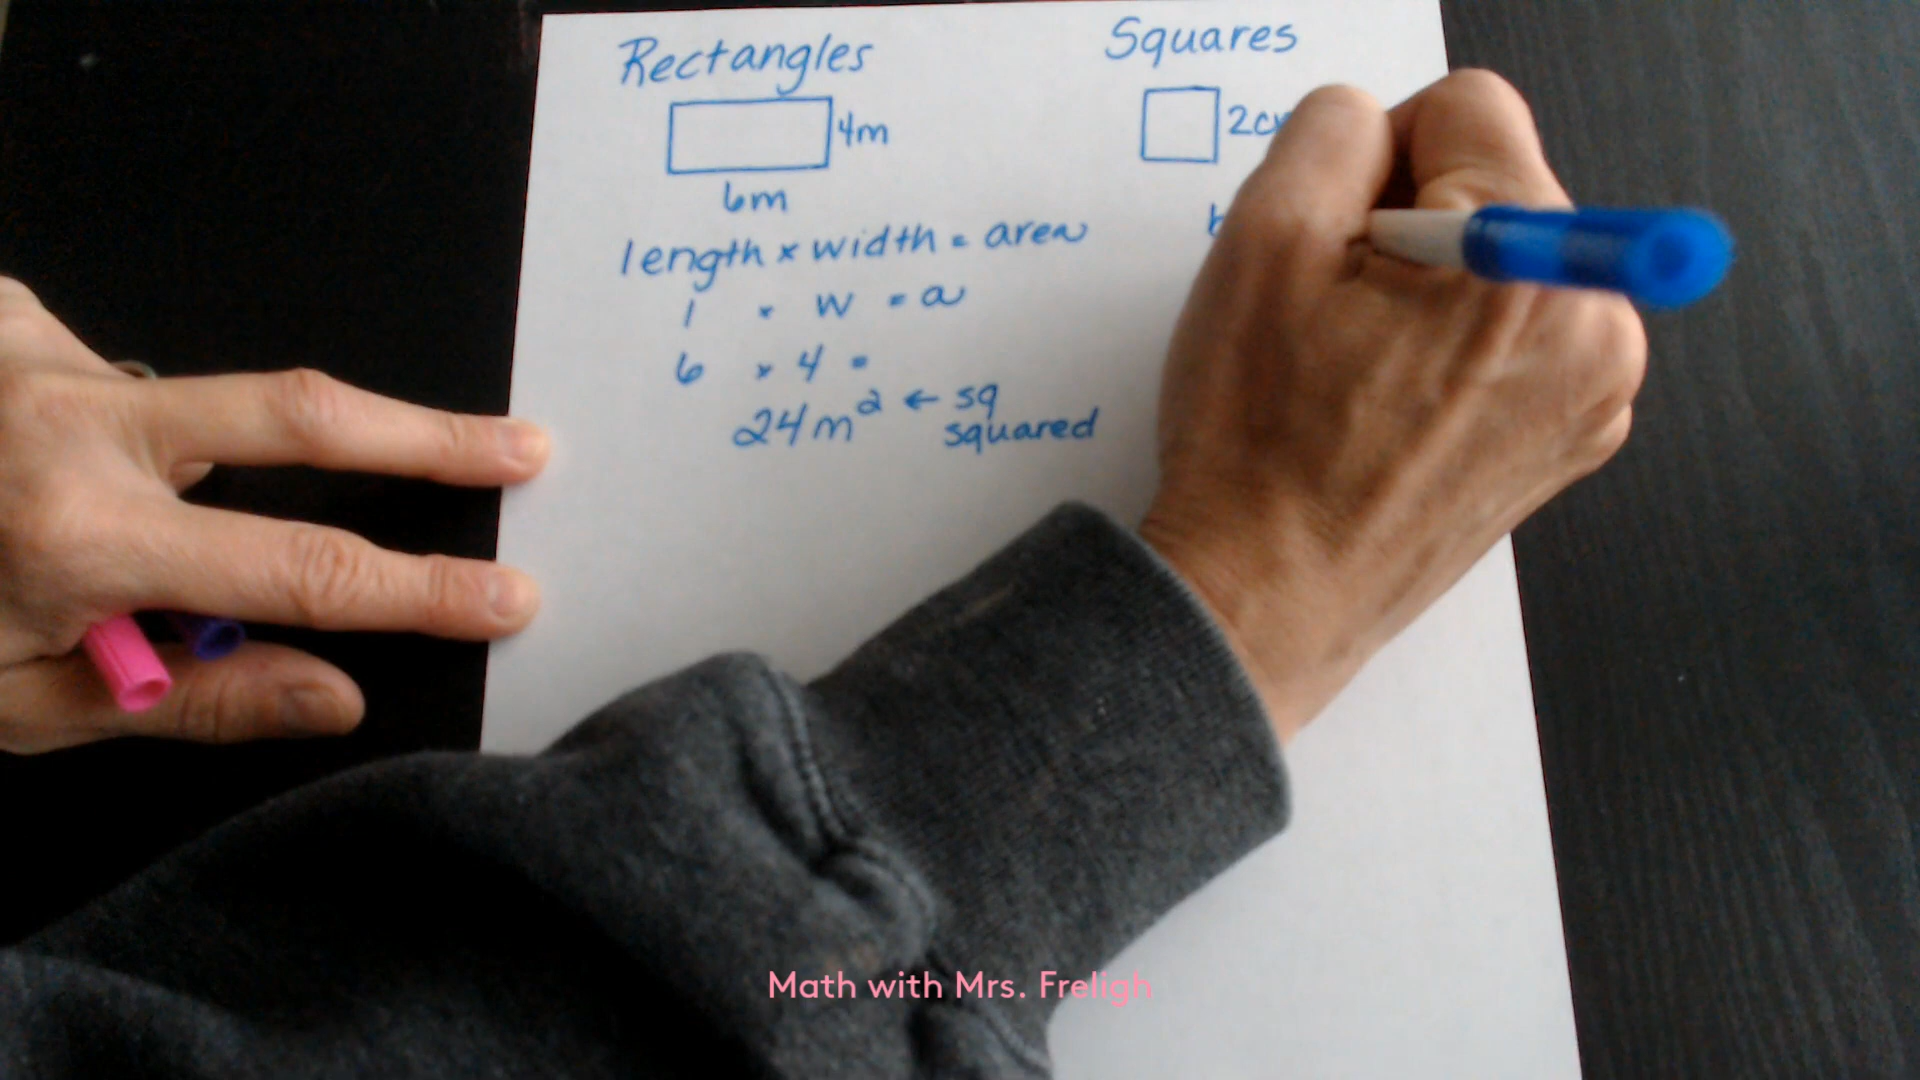 Rectangles
4m
6m
length × width = area
l × w = a
6 × 4 =
24m² ← sq
squared
Squares
Math with Mrs. Freligh